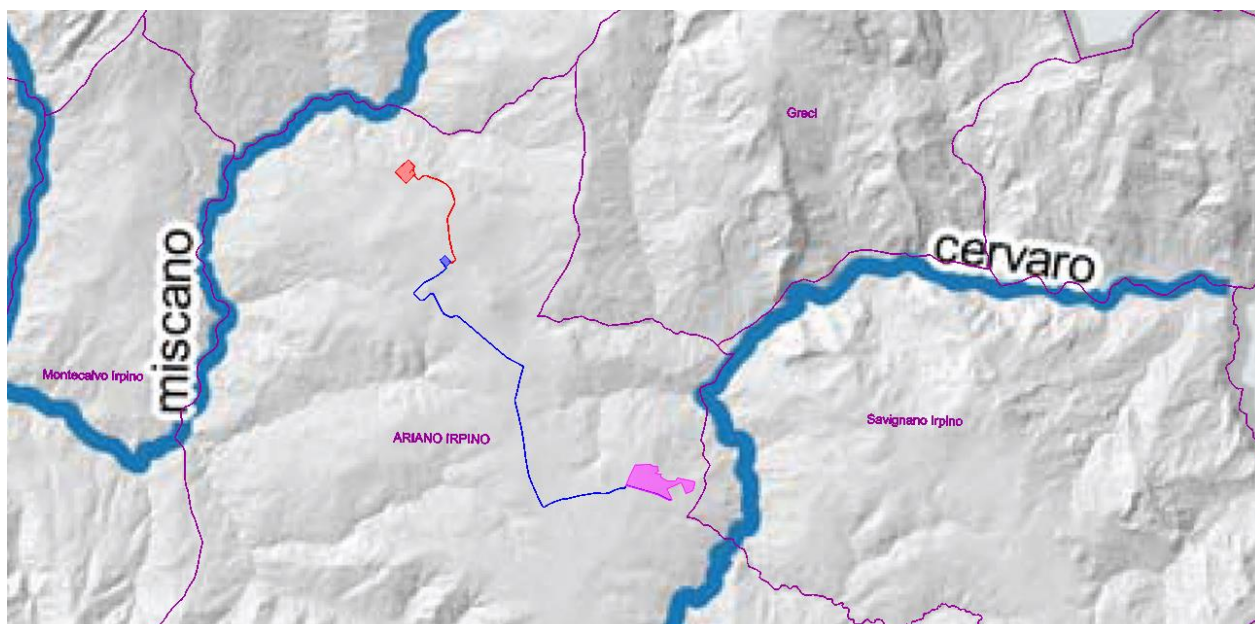 Greci
cervaro
miscano
Montecalvo Irpino
Savignano Irpino
ARIANO IRPINO